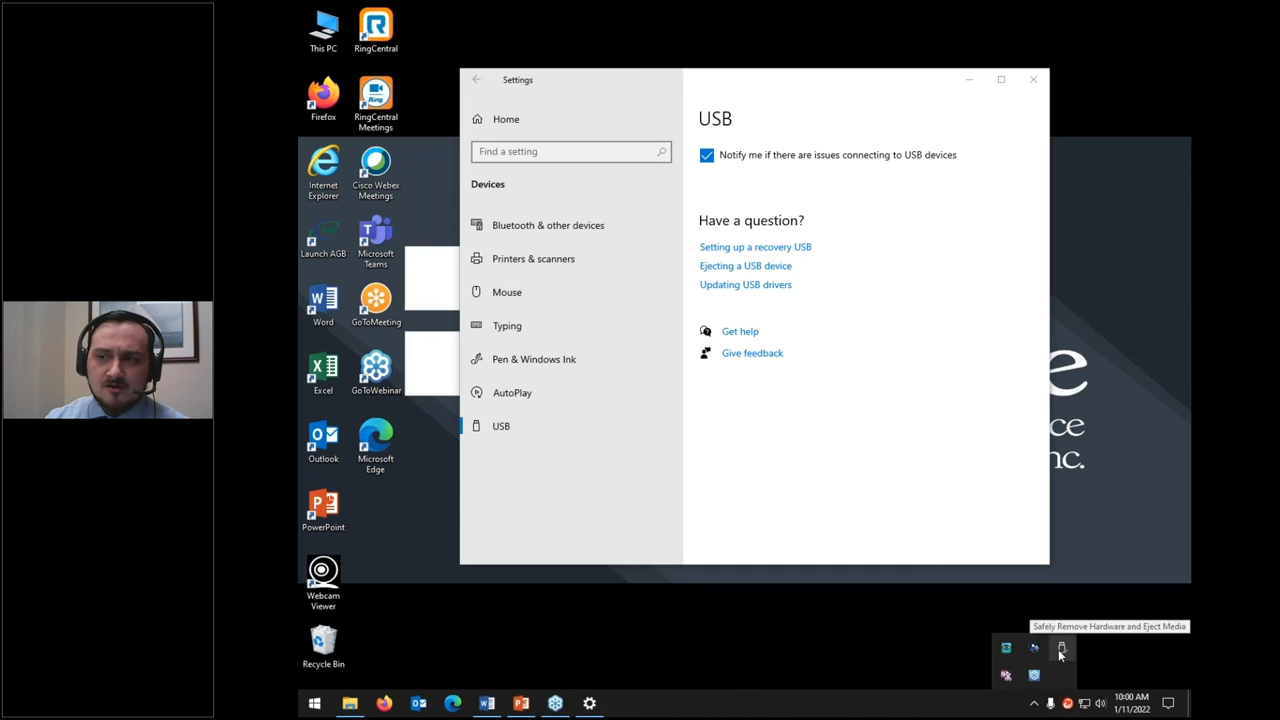 This PC
RingCentral
Firefox
RingCentral
Meetings
Internet
Explorer
Cisco Webex
Meetings
Launch AGB
Microsoft
Teams
Word
GoToMeeting
Excel
GoToWebinar
Outlook
Microsoft
Edge
PowerPoint
Webcam
Viewer
Recycle Bin
Settings
Home
Find a setting
Devices
Bluetooth & other devices
Printers & scanners
Mouse
Typing
Pen & Windows Ink
AutoPlay
USB
USB
Notify me if there are issues connecting to USB devices
Have a question?
Setting up a recovery USB
Ejecting a USB device
Updating USB drivers
Get help
Give feedback
e
ce
nc.
Safely Remove Hardware and Eject Media
10:00 AM
1/11/2022